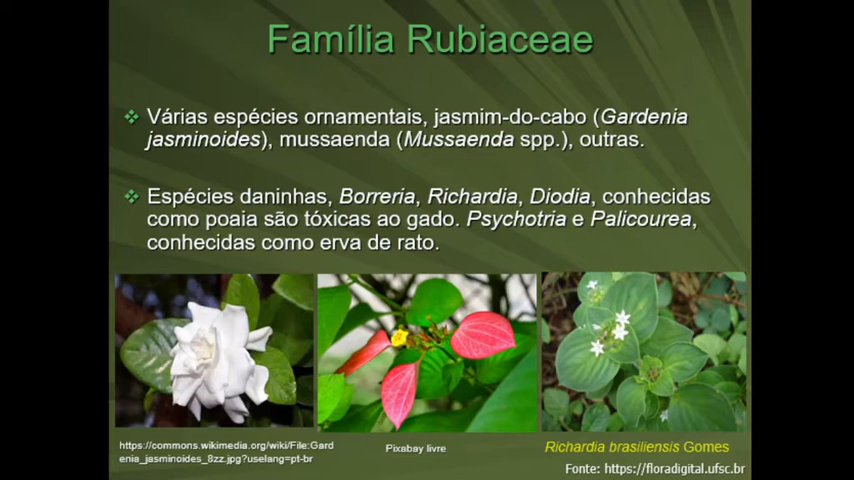 Família Rubiaceae
Várias espécies ornamentais, jasmim-do-cabo (Gardenia
jasminoides), mussaenda (Mussaenda spp.), outras.
Espécies daninhas, Borreria, Richardia, Diodia, conhecidas
como poaia são tóxicas ao gado. Psychotria e Palicourea,
conhecidas como erva de rato.
https://commons.wikimedia.org/wiki/File:Gard
enia_jasminoides_8zz.jpg?uselang=pt-br
Pixabay livre
Richardia brasiliensis Gomes
Fonte: https://floradigital.ufsc.br